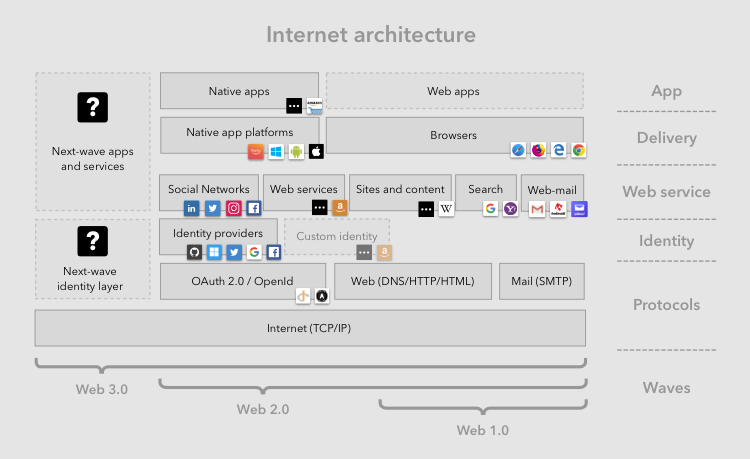 Internet architecture
?
Next-wave apps
and services
Native apps
amazon
Web apps
App
Native app platforms
Browsers
Delivery
Social Networks
Web services
Sites and content
Search
Web-mail
Web service
?
Next-wave
identity layer
Identity providers
Custom identity
Identity
OAuth 2.0 / OpenId
Web (DNS/HTTP/HTML)
Mail (SMTP)
Protocols
Internet (TCP/IP)
Web 3.0
Web 2.0
Web 1.0
Waves